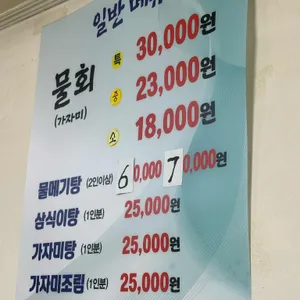 일반 메뉴
물회 특 30,000원
(가자미) 중 23,000원
소 18,000원
물메기탕 (2인이상) 60,000 70,000원
삼식이탕 (1인분) 25,000원
가자미탕 (1인분) 25,000원
가자미조림 (1인분) 25,000원